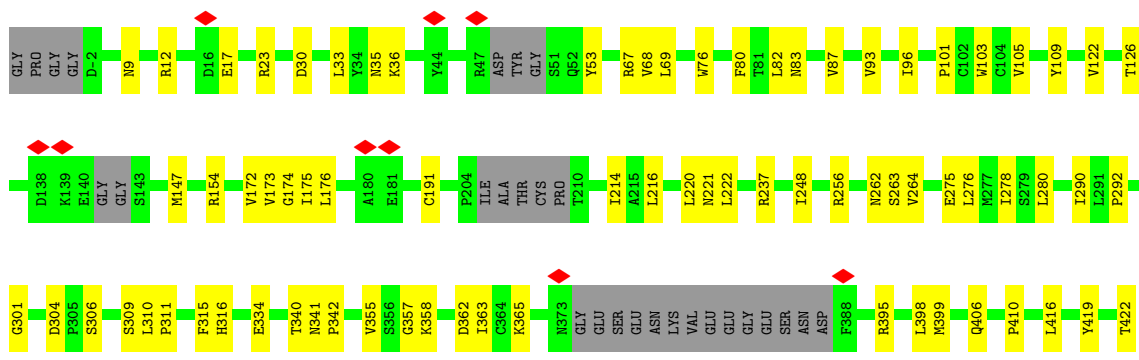 GLY PRO GLY GLY D-2 N9 R12 D16 E17 R23 D30 L33 Y34 N35 K36 Y44 R47 ASP TYR GLY S51 Q52 Y53 R67 V68 L69 W76 F80 T81 L82 N83 V87 V93 I96 P101 C102 W103 C104 V105 Y109 V122 T126
D138 K139 E140 GLY GLY S143 M147 R154 V172 V173 G174 I175 L176 A180 E181 C191 P204 ILE ALA THR CYS PRO T210 I214 A215 L216 L220 N221 L222 R237 I248 R256 N262 S263 V264 E275 L276 M277 I278 S279 L280 I290 L291 P292
G301 D304 P305 S306 S309 L310 P311 F315 H316 E334 T340 N341 P342 V355 S356 G357 K358 D362 I363 C364 K365 N373 GLY GLU SER GLU ASN LYS VAL GLU GLU GLY GLU SER ASN ASP F388 R395 L398 M399 Q406 P410 L416 Y419 T422